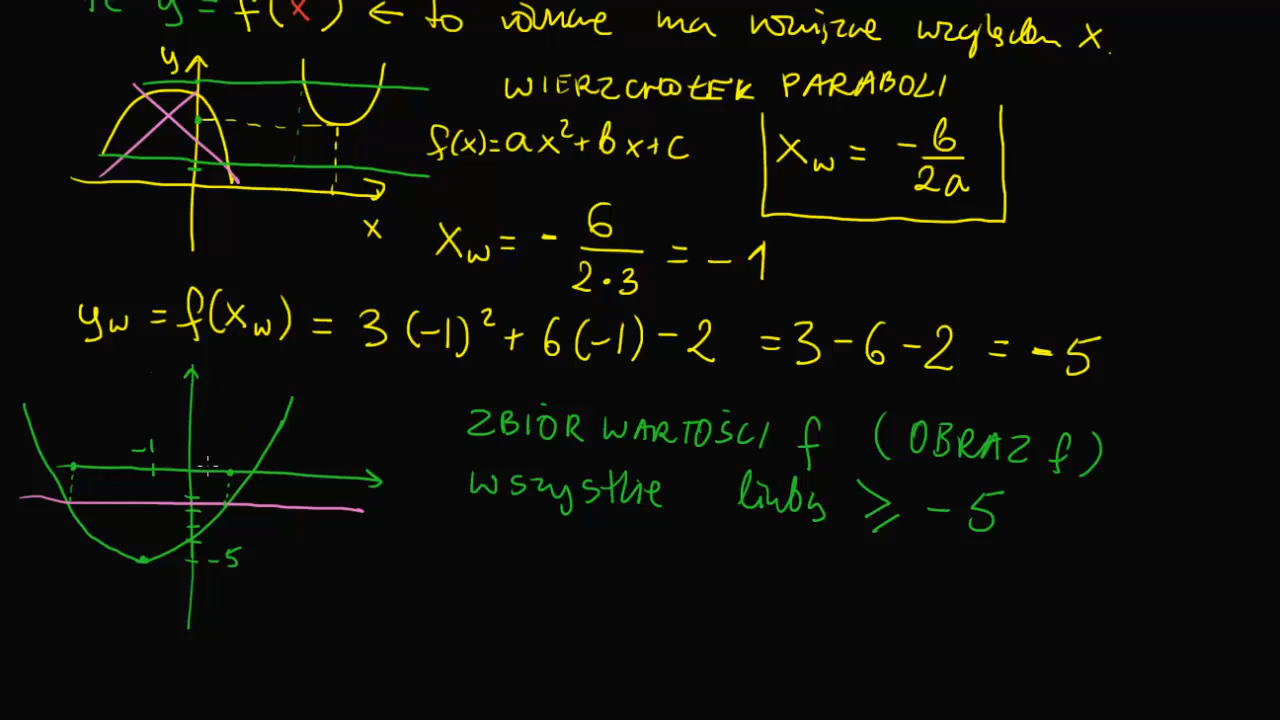 że y = f(x) ← to równanie ma rozwiązanie względem x.
y
WIERZCHOŁEK PARABOLI
f(x)=ax²+bx+c
x_w = -b/2a
x
x_w = - 6/2·3 = -1
y_w = f(x_w) = 3(-1)² + 6(-1) - 2 = 3 - 6 - 2 = -5
ZBIÓR WARTOŚCI f (OBRAZ f)
-1
wszystkie liczby ⩾ -5
-5